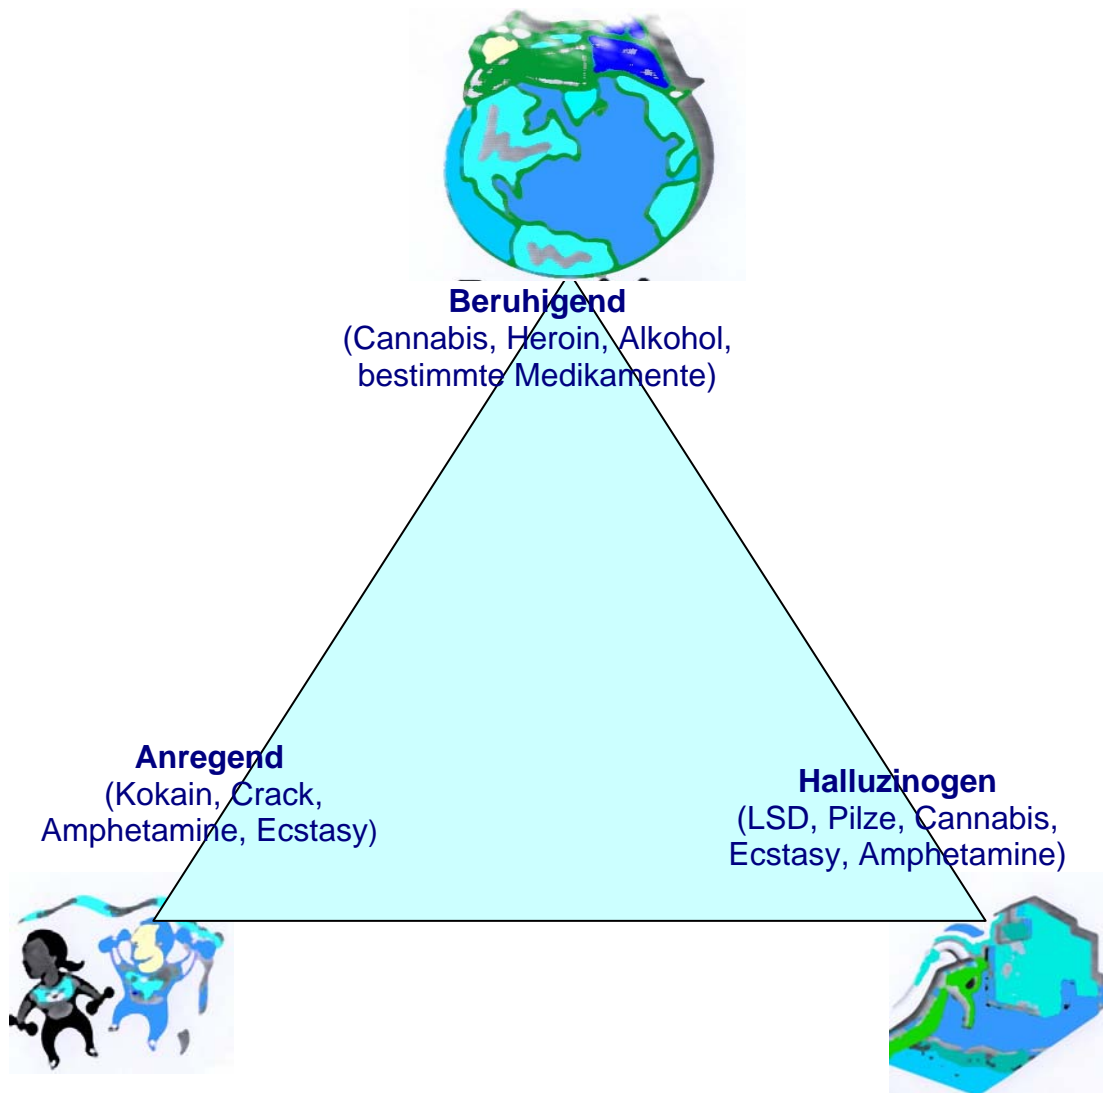 Beruhigend
(Cannabis, Heroin, Alkohol,
bestimmte Medikamente)
Anregend
(Kokain, Crack,
Amphetamine, Ecstasy)
Halluzinogen
(LSD, Pilze, Cannabis,
Ecstasy, Amphetamine)